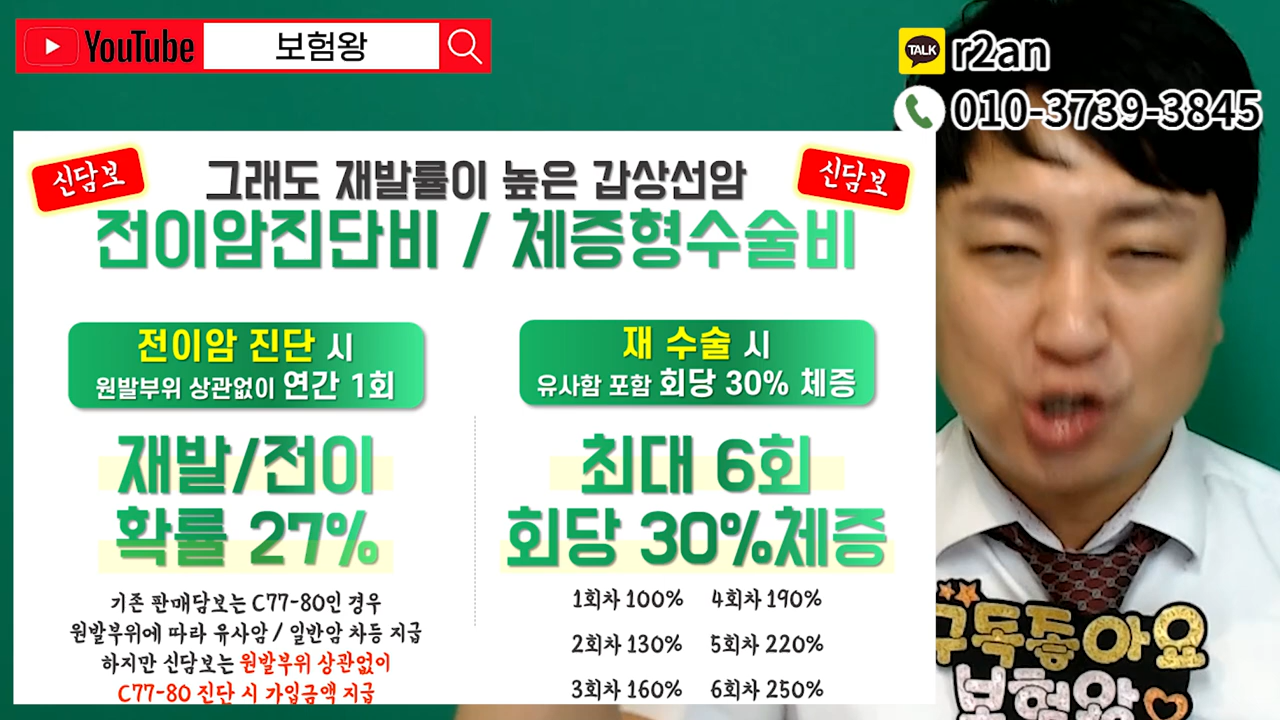 YouTube 보험왕
TALK r2an
010-3739-3845
신담보
그래도 재발률이 높은 갑상선암
신담보
전이암진단비 / 체증형수술비
전이암 진단 시
원발부위 상관없이 연간 1회
재발/전이
확률 27%
기존 판매담보는 C77-80인 경우
원발부위에 따라 유사암 / 일반암 차등 지급
하지만 신담보는 원발부위 상관없이
C77-80 진단 시 가입금액 지급
재 수술 시
유사함 포함 회당 30% 체증
최대 6회
회당 30%체증
1회차 100% 4회차 190%
2회차 130% 5회차 220%
3회차 160% 6회차 250%
구독좋아요
보험왕